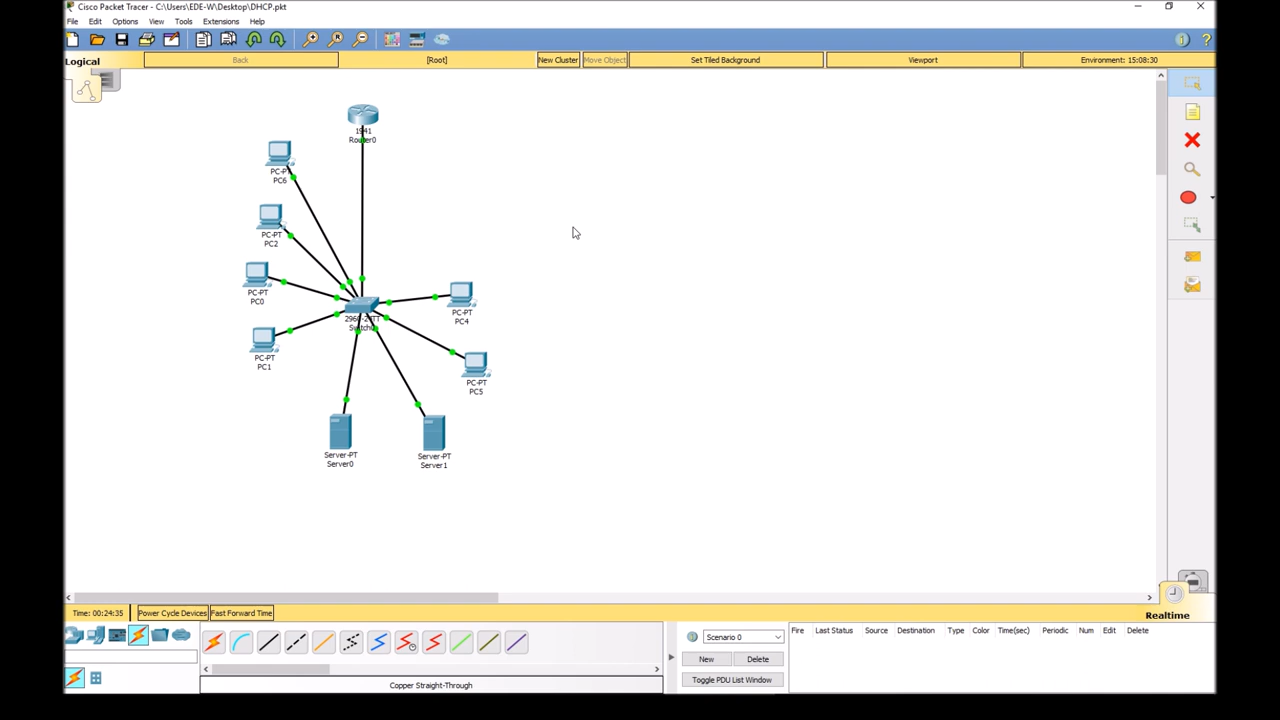 Cisco Packet Tracer - C:\Users\EDE-W\Desktop\DHCP.pkt
File Edit Options View Tools Extensions Help
Logical Back [Root] New Cluster Move Object Set Tiled Background Viewport Environment: 15:08:30
1941
Router0
PC-PT
PC6
PC-PT
PC2
PC-PT
PC0
PC-PT
PC4
2960-24TT
Switch0
PC-PT
PC1
PC-PT
PC5
Server-PT
Server0
Server-PT
Server1
Time: 00:24:35 Power Cycle Devices Fast Forward Time
Realtime
Scenario 0
Fire Last Status Source Destination Type Color Time(sec) Periodic Num Edit Delete
New Delete
Toggle PDU List Window
Copper Straight-Through